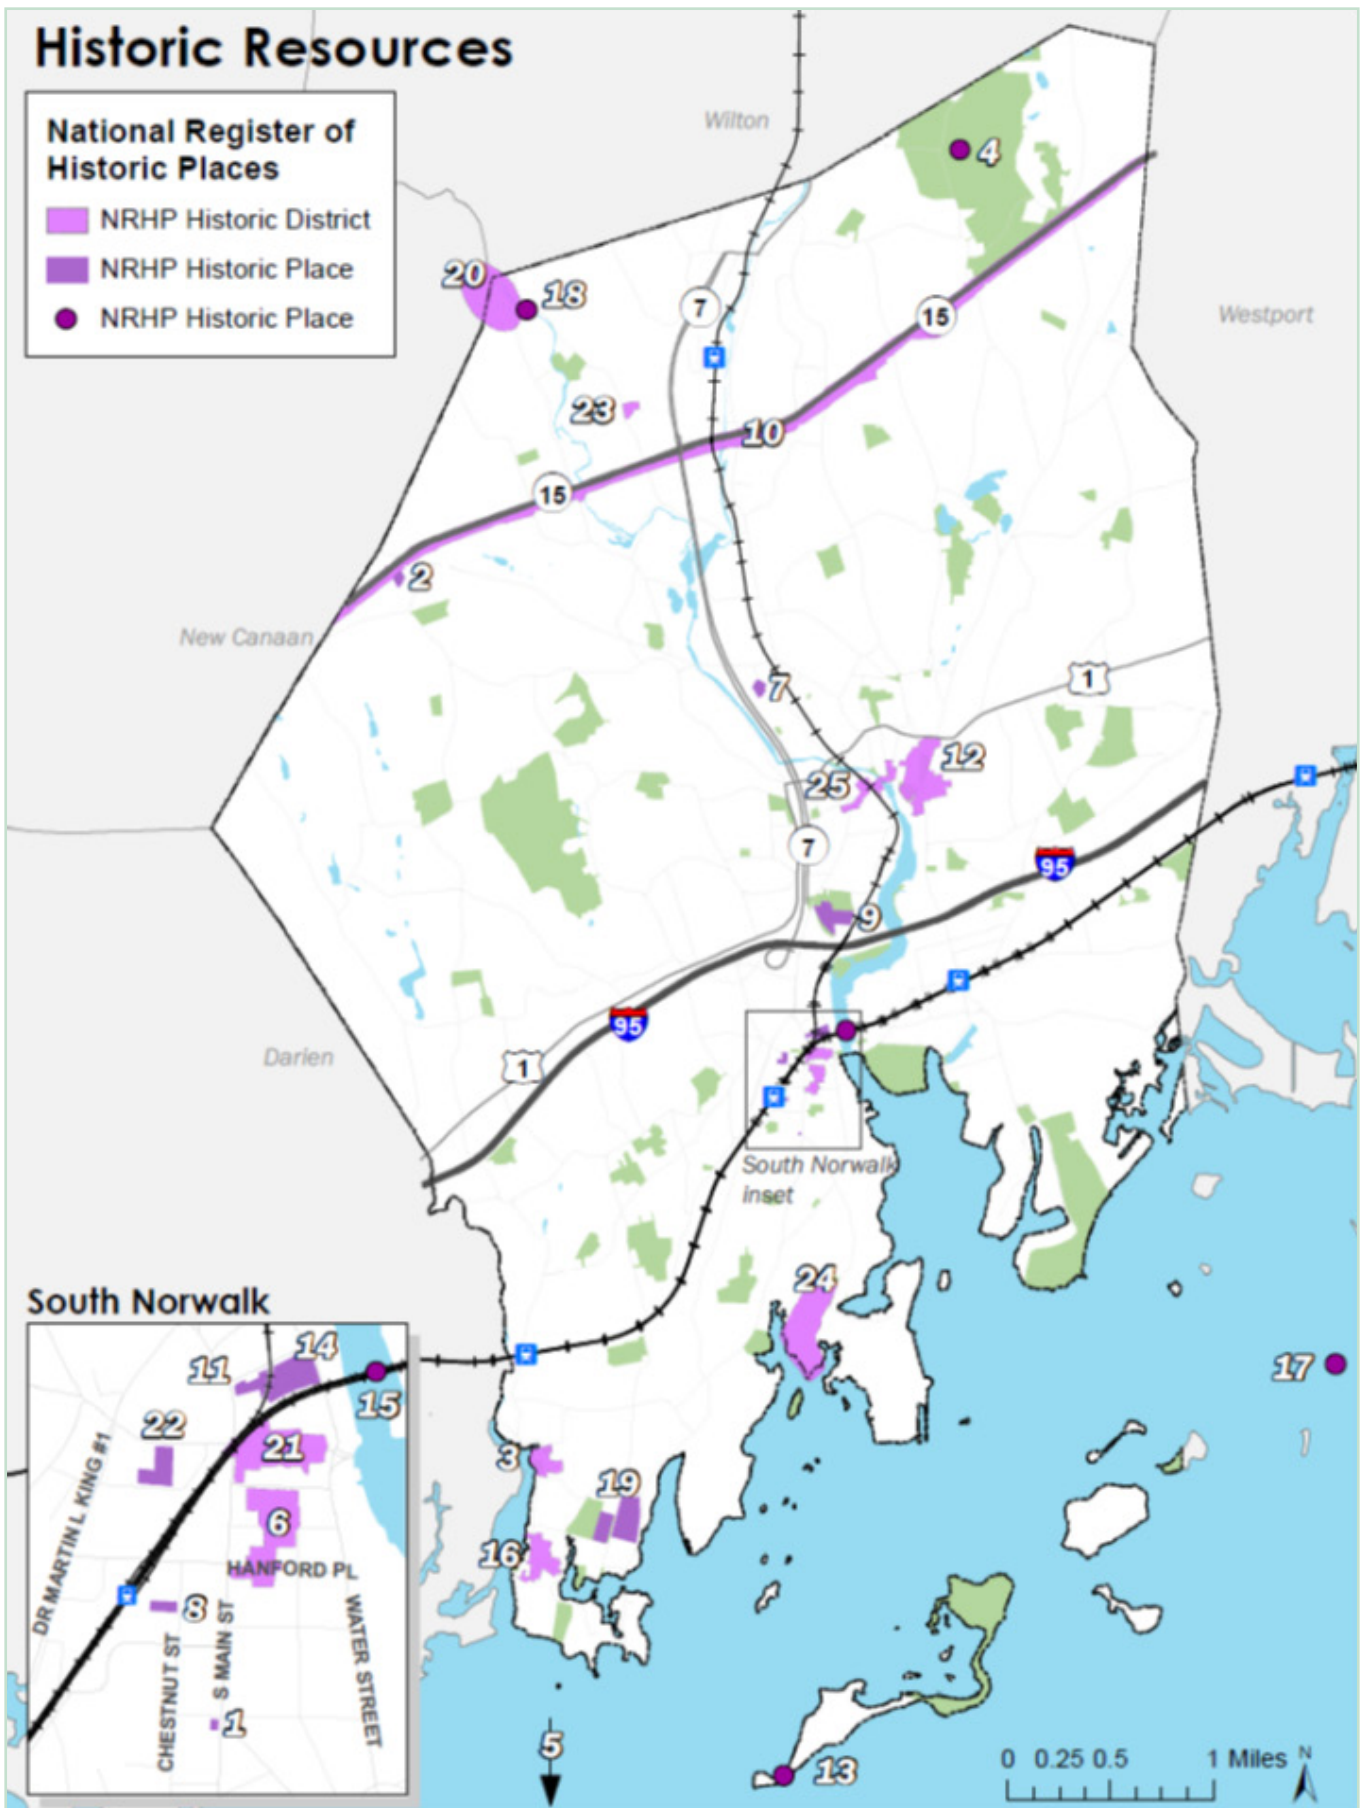 Historic Resources
National Register of
Historic Places
NRHP Historic District
NRHP Historic Place
NRHP Historic Place
Wilton
4
20
18
7
15
Westport
23
10
15
2
New Canaan
7
1
12
25
7
95
9
95
Darien
1
South Norwalk
inset
24
17
3
19
16
5
13
0 0.25 0.5 1 Miles
N
South Norwalk
14
11
15
22
21
6
HANFORD PL
DR MARTIN L KING #1
8
CHESTNUT ST
S MAIN ST
WATER STREET
1